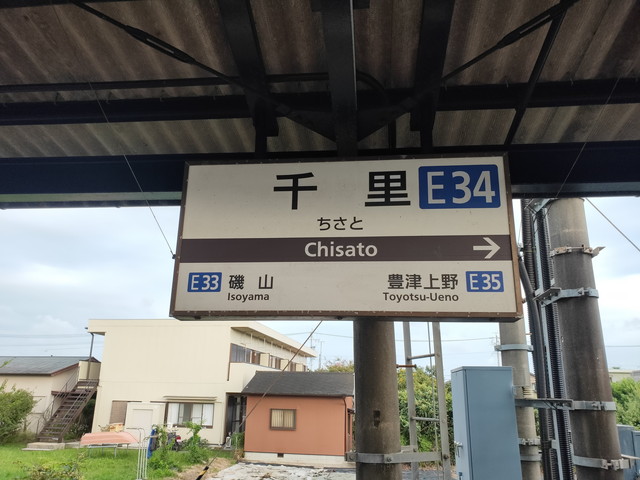 千里 E34
ちさと
Chisato →
E33 磯山 豊津上野 E35
Isoyama Toyotsu-Ueno